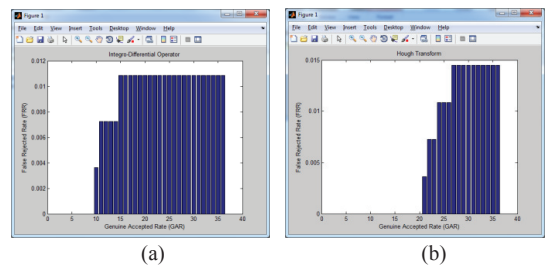 Figure 1
File Edit View Insert Tools Desktop Window Help
Integro-Differential Operator
0.012
0.01
0.008
0.006
0.004
0.002
0
0 5 10 15 20 25 30 35 40
False Rejected Rate (FRR)
Genuine Accepted Rate (GAR)
(a)
Figure 1
File Edit View Insert Tools Desktop Window Help
Hough Transform
0.015
0.01
0.005
0
0 5 10 15 20 25 30 35 40
False Rejected Rate (FRR)
Genuine Accepted Rate (GAR)
(b)